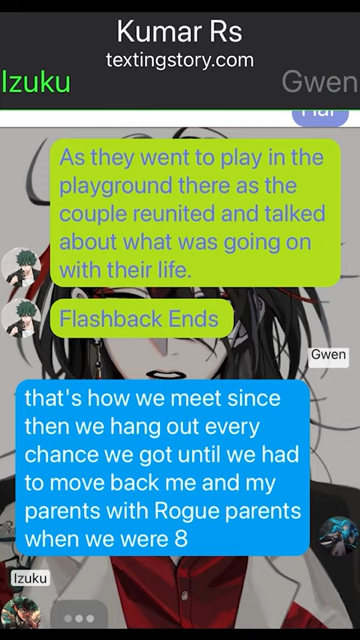 Kumar Rs
textingstory.com
Izuku
Gwen
As they went to play in the
playground there as the
couple reunited and talked
about what was going on
with their life.
Flashback Ends
Gwen
that's how we meet since
then we hang out every
chance we got until we had
to move back me and my
parents with Rogue parents
when we were 8
Izuku